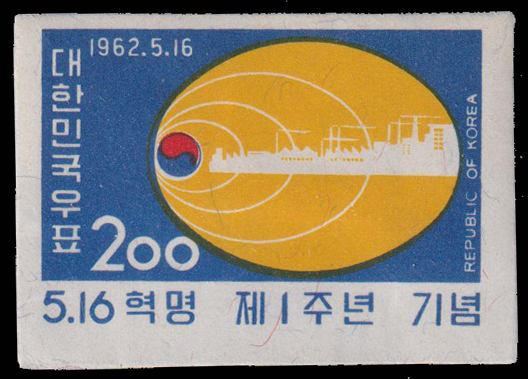 1962.5.16
대한민국우표
200
REPUBLIC OF KOREA
5.16 혁명 제1주년 기념